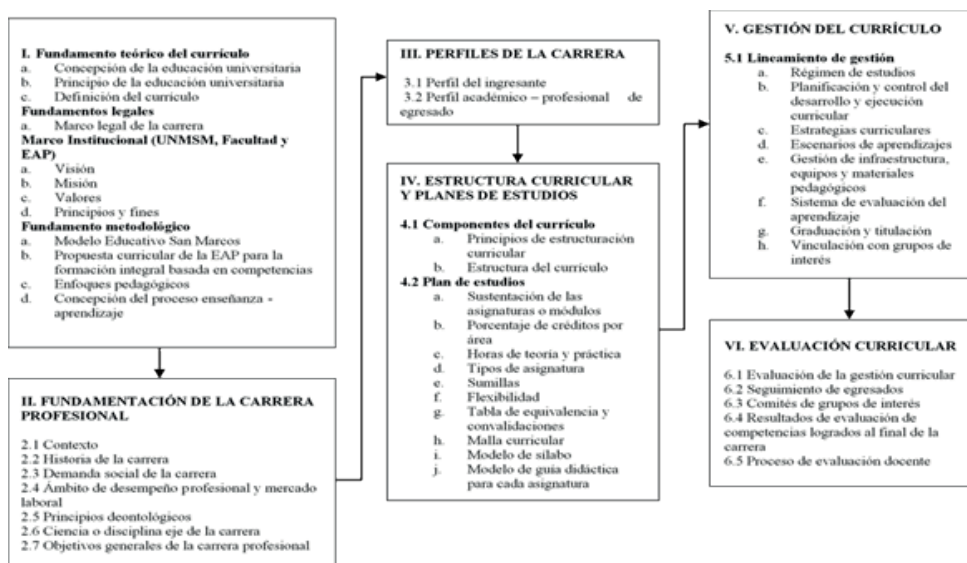 I. Fundamento teórico del currículo
a. Concepción de la educación universitaria
b. Principio de la educación universitaria
c. Definición del currículo
Fundamentos legales
a. Marco legal de la carrera
Marco Institucional (UNMSM, Facultad y
EAP)
a. Visión
b. Misión
c. Valores
d. Principios y fines
Fundamento metodológico
a. Modelo Educativo San Marcos
b. Propuesta curricular de la EAP para la
formación integral basada en competencias
c. Enfoques pedagógicos
d. Concepción del proceso enseñanza -
aprendizaje
II. FUNDAMENTACIÓN DE LA CARRERA
PROFESIONAL
2.1 Contexto
2.2 Historia de la carrera
2.3 Demanda social de la carrera
2.4 Ámbito de desempeño profesional y mercado
laboral
2.5 Principios deontológicos
2.6 Ciencia o disciplina eje de la carrera
2.7 Objetivos generales de la carrera profesional
III. PERFILES DE LA CARRERA
3.1 Perfil del ingresante
3.2 Perfil académico – profesional de
egresado
IV. ESTRUCTURA CURRICULAR
Y PLANES DE ESTUDIOS
4.1 Componentes del currículo
a. Principios de estructuración
curricular
b. Estructura del currículo
4.2 Plan de estudios
a. Sustentación de las
asignaturas o módulos
b. Porcentaje de créditos por
área
c. Horas de teoría y práctica
d. Tipos de asignatura
e. Sumillas
f. Flexibilidad
g. Tabla de equivalencia y
convalidaciones
h. Malla curricular
i. Modelo de sílabo
j. Modelo de guía didáctica
para cada asignatura
V. GESTIÓN DEL CURRÍCULO
5.1 Lineamiento de gestión
a. Régimen de estudios
b. Planificación y control del
desarrollo y ejecución
curricular
c. Estrategias curriculares
d. Escenarios de aprendizajes
e. Gestión de infraestructura,
equipos y materiales
pedagógicos
f. Sistema de evaluación del
aprendizaje
g. Graduación y titulación
h. Vinculación con grupos de
interés
VI. EVALUACIÓN CURRICULAR
6.1 Evaluación de la gestión curricular
6.2 Seguimiento de egresados
6.3 Comités de grupos de interés
6.4 Resultados de evaluación de
competencias logrados al final de la
carrera
6.5 Proceso de evaluación docente